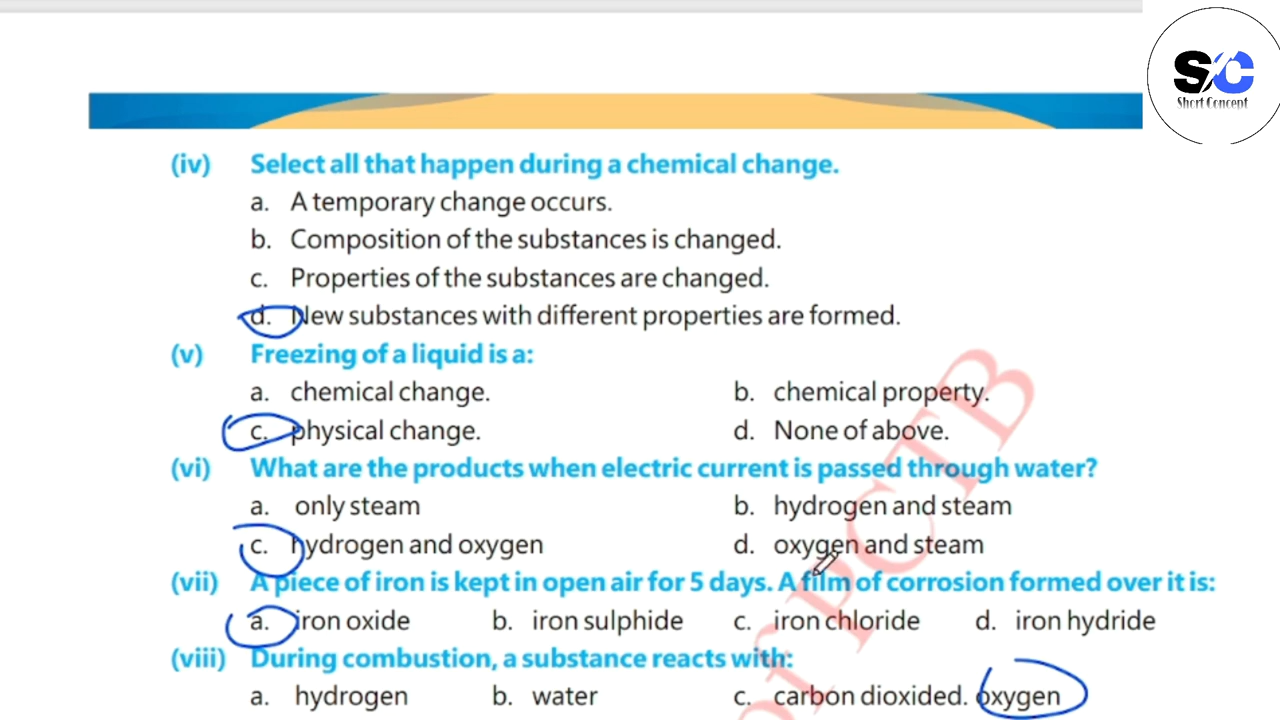 SC
Short Concept
(iv) Select all that happen during a chemical change.
a. A temporary change occurs.
b. Composition of the substances is changed.
c. Properties of the substances are changed.
d. New substances with different properties are formed.
(v) Freezing of a liquid is a:
a. chemical change. b. chemical property.
c. physical change. d. None of above.
(vi) What are the products when electric current is passed through water?
a. only steam b. hydrogen and steam
c. hydrogen and oxygen d. oxygen and steam
(vii) A piece of iron is kept in open air for 5 days. A film of corrosion formed over it is:
a. iron oxide b. iron sulphide c. iron chloride d. iron hydride
(viii) During combustion, a substance reacts with:
a. hydrogen b. water c. carbon dioxided. oxygen
of PCTB